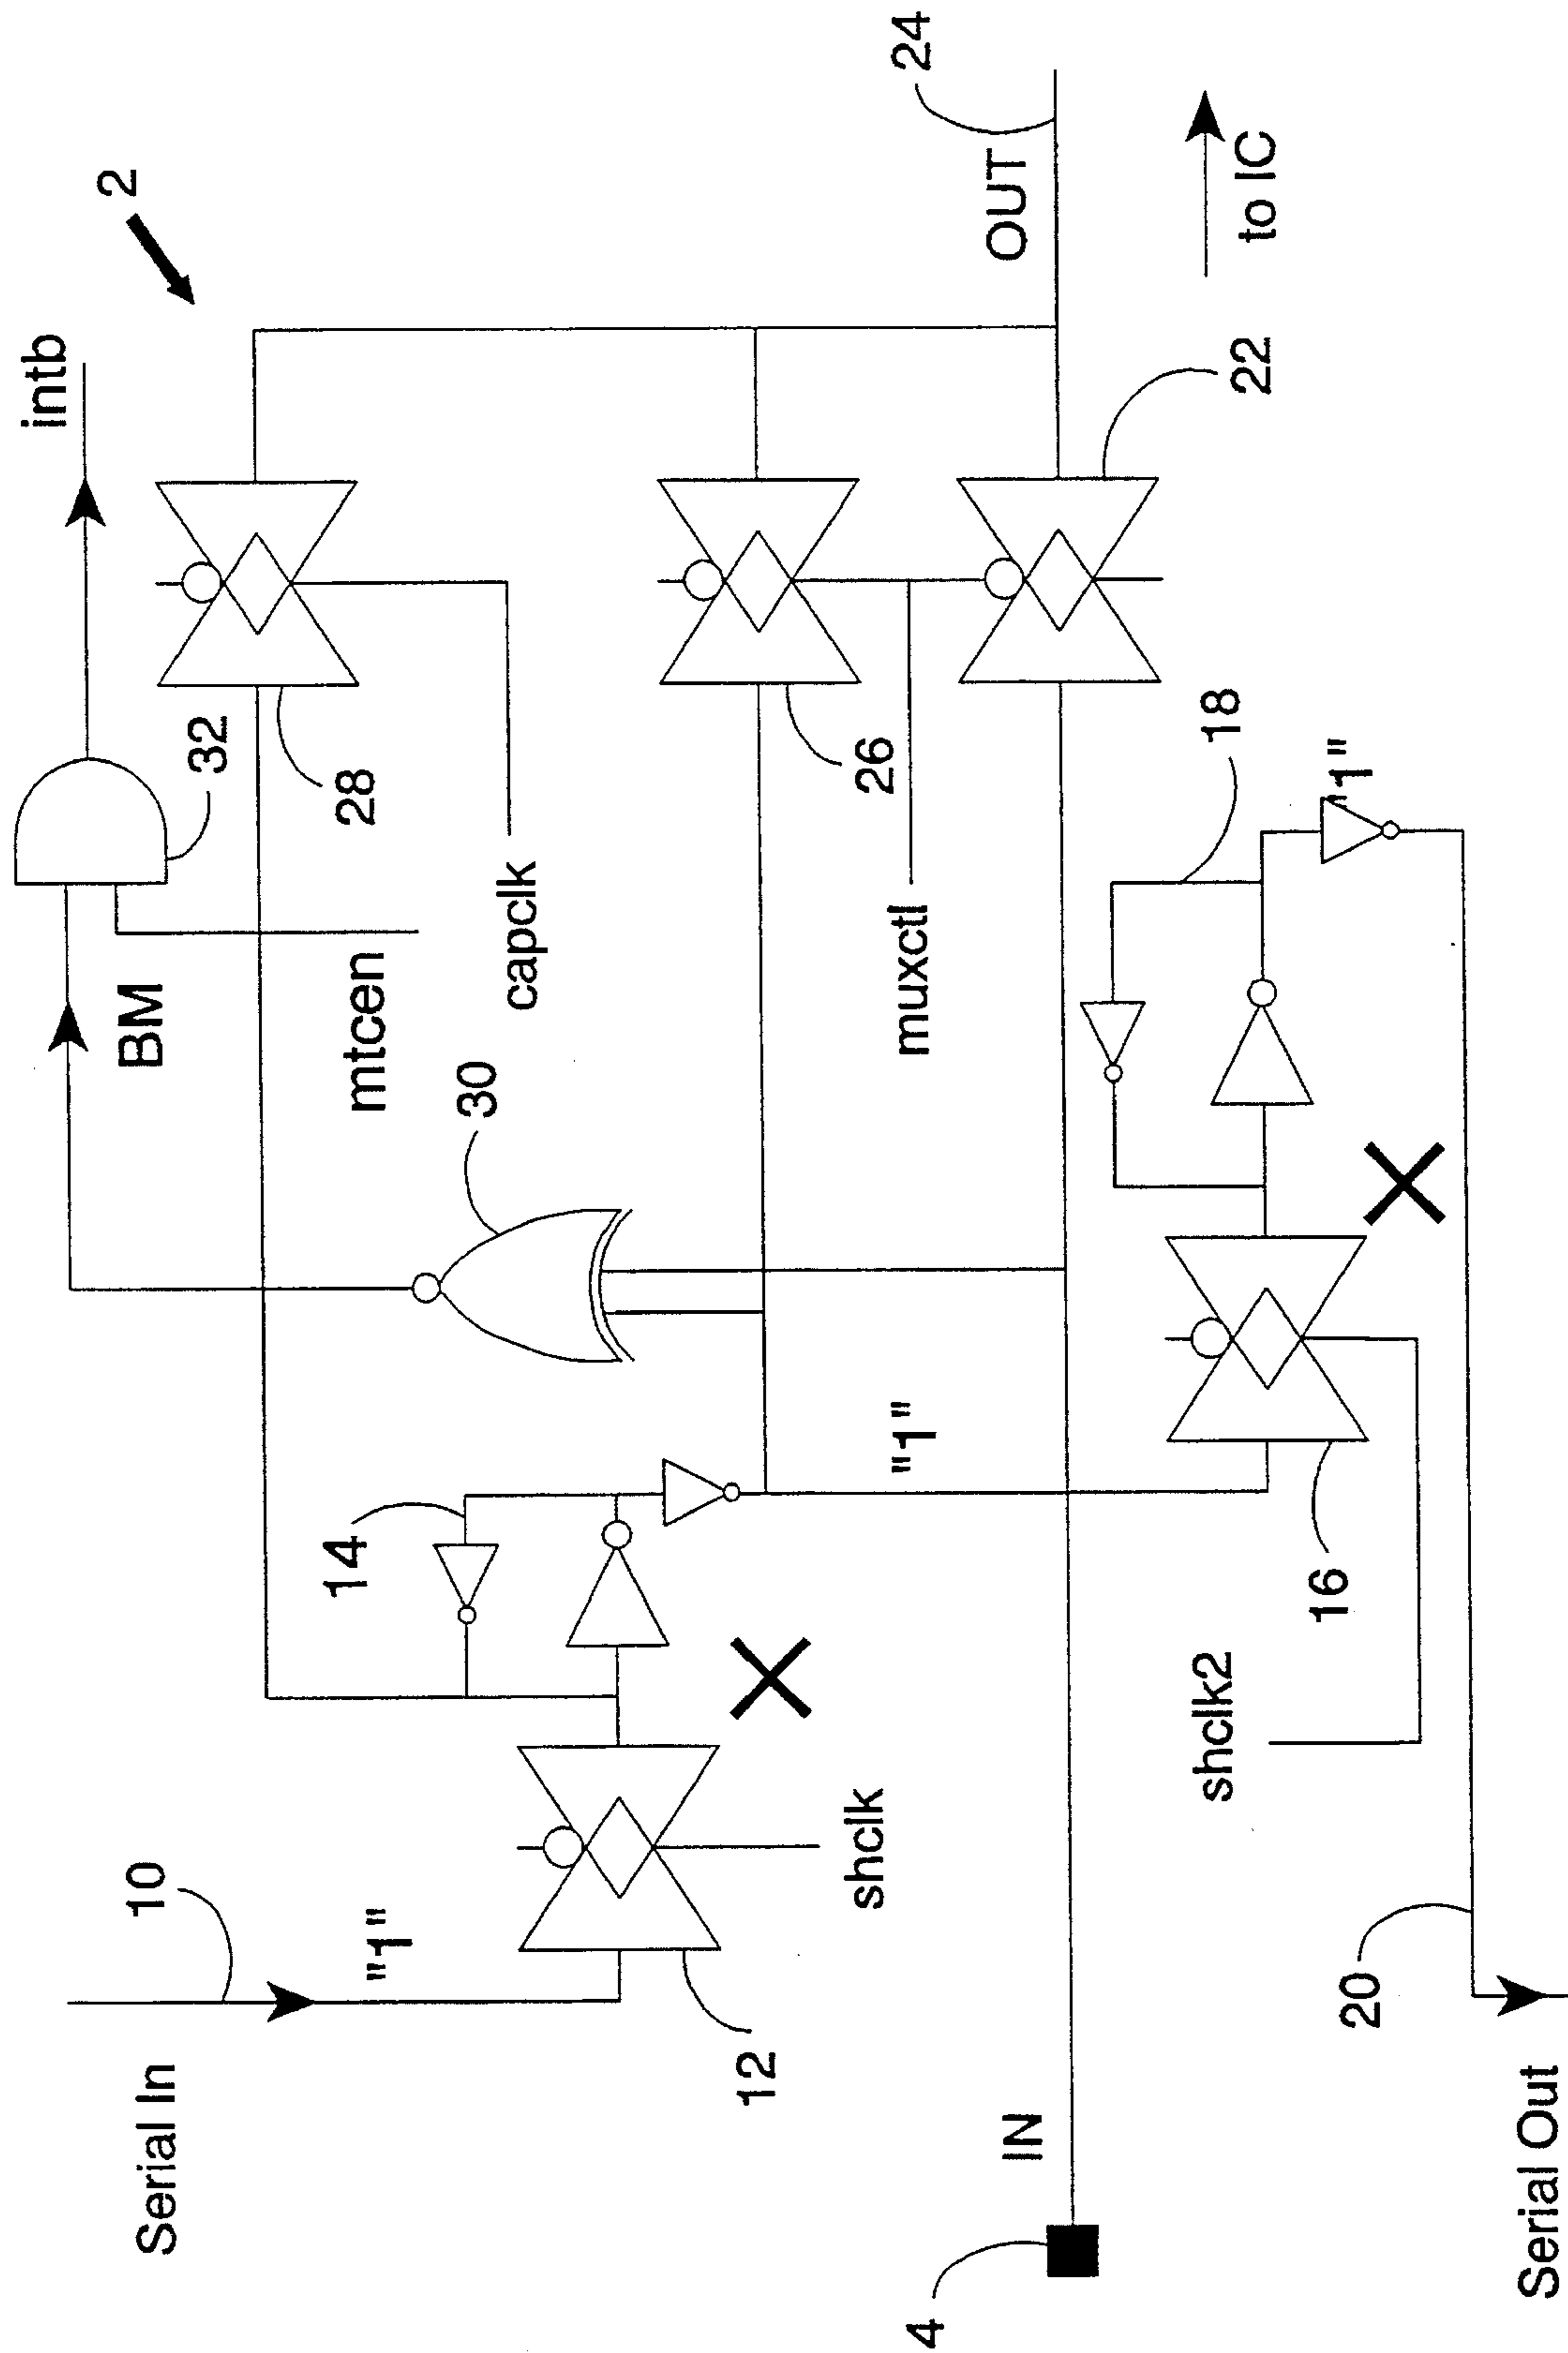 Serial In
10
"1"
12
shclk
14
"1"
30
BM
mtcen
32
intb
2
28
capclk
26
muxctl
22
OUT
24
to IC
4
IN
16
shclk2
18
"1"
20
Serial Out